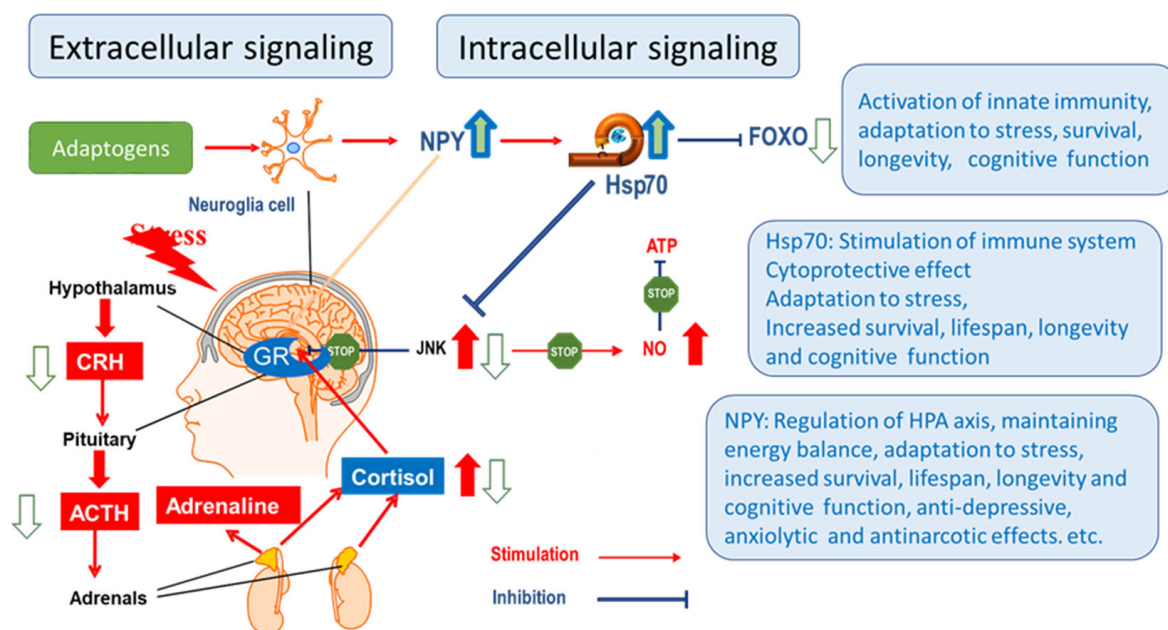 Extracellular signaling
Intracellular signaling
Adaptogens
Neuroglia cell
NPY
Hsp70
FOXO
Activation of innate immunity,
adaptation to stress, survival,
longevity, cognitive function
Stress
Hypothalamus
CRH
Pituitary
ACTH
Adrenals
Adrenaline
GR
STOP
JNK
STOP
NO
STOP
ATP
Cortisol
Hsp70: Stimulation of immune system
Cytoprotective effect
Adaptation to stress,
Increased survival, lifespan, longevity
and cognitive function
NPY: Regulation of HPA axis, maintaining
energy balance, adaptation to stress,
increased survival, lifespan, longevity and
cognitive function, anti-depressive,
anxiolytic and antinarcotic effects. etc.
Stimulation
Inhibition